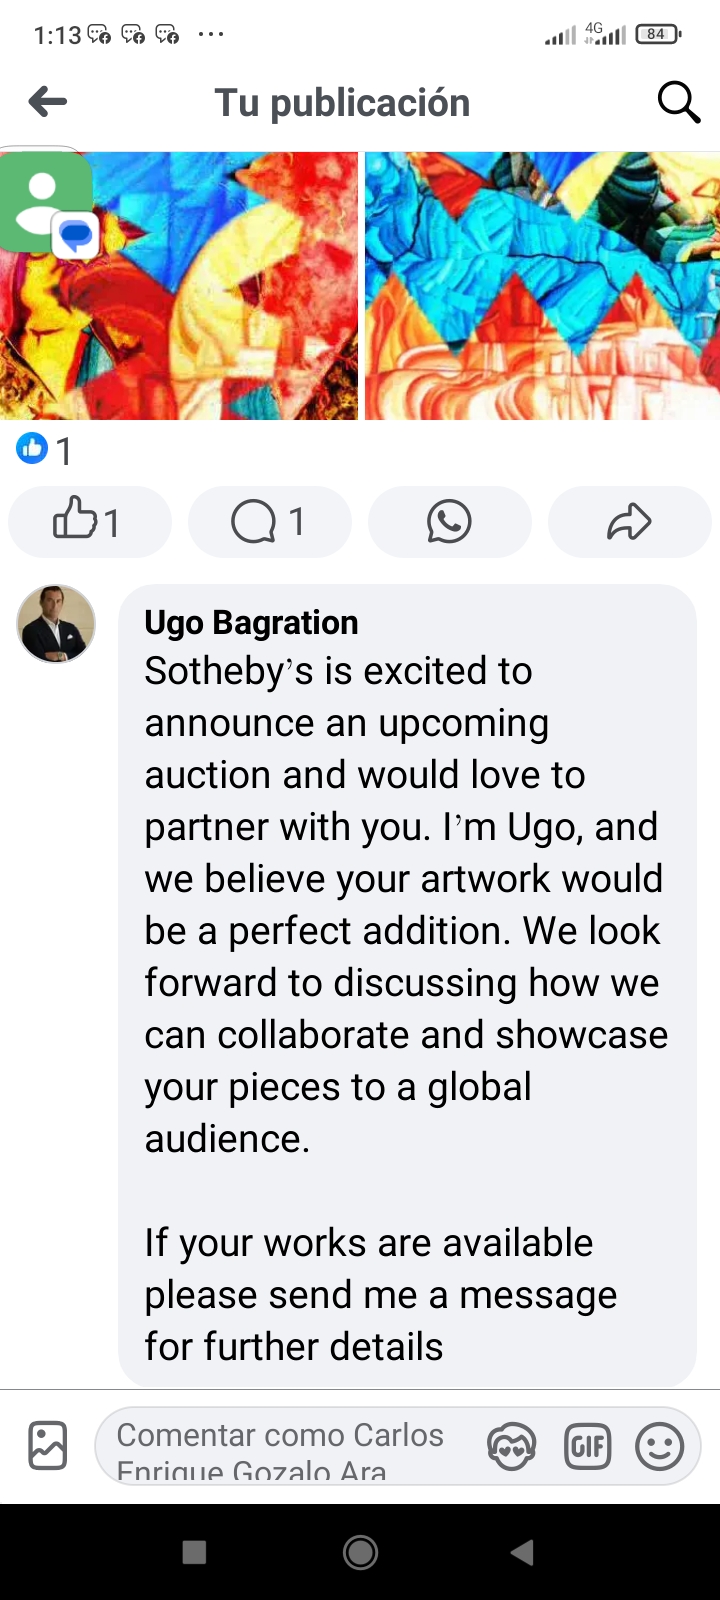 1:13
4G
84
Tu publicación
1
1
1
Ugo Bagration
Sotheby’s is excited to
announce an upcoming
auction and would love to
partner with you. I’m Ugo, and
we believe your artwork would
be a perfect addition. We look
forward to discussing how we
can collaborate and showcase
your pieces to a global
audience.
If your works are available
please send me a message
for further details
Comentar como Carlos
Enrique Gozalo Ara
GIF